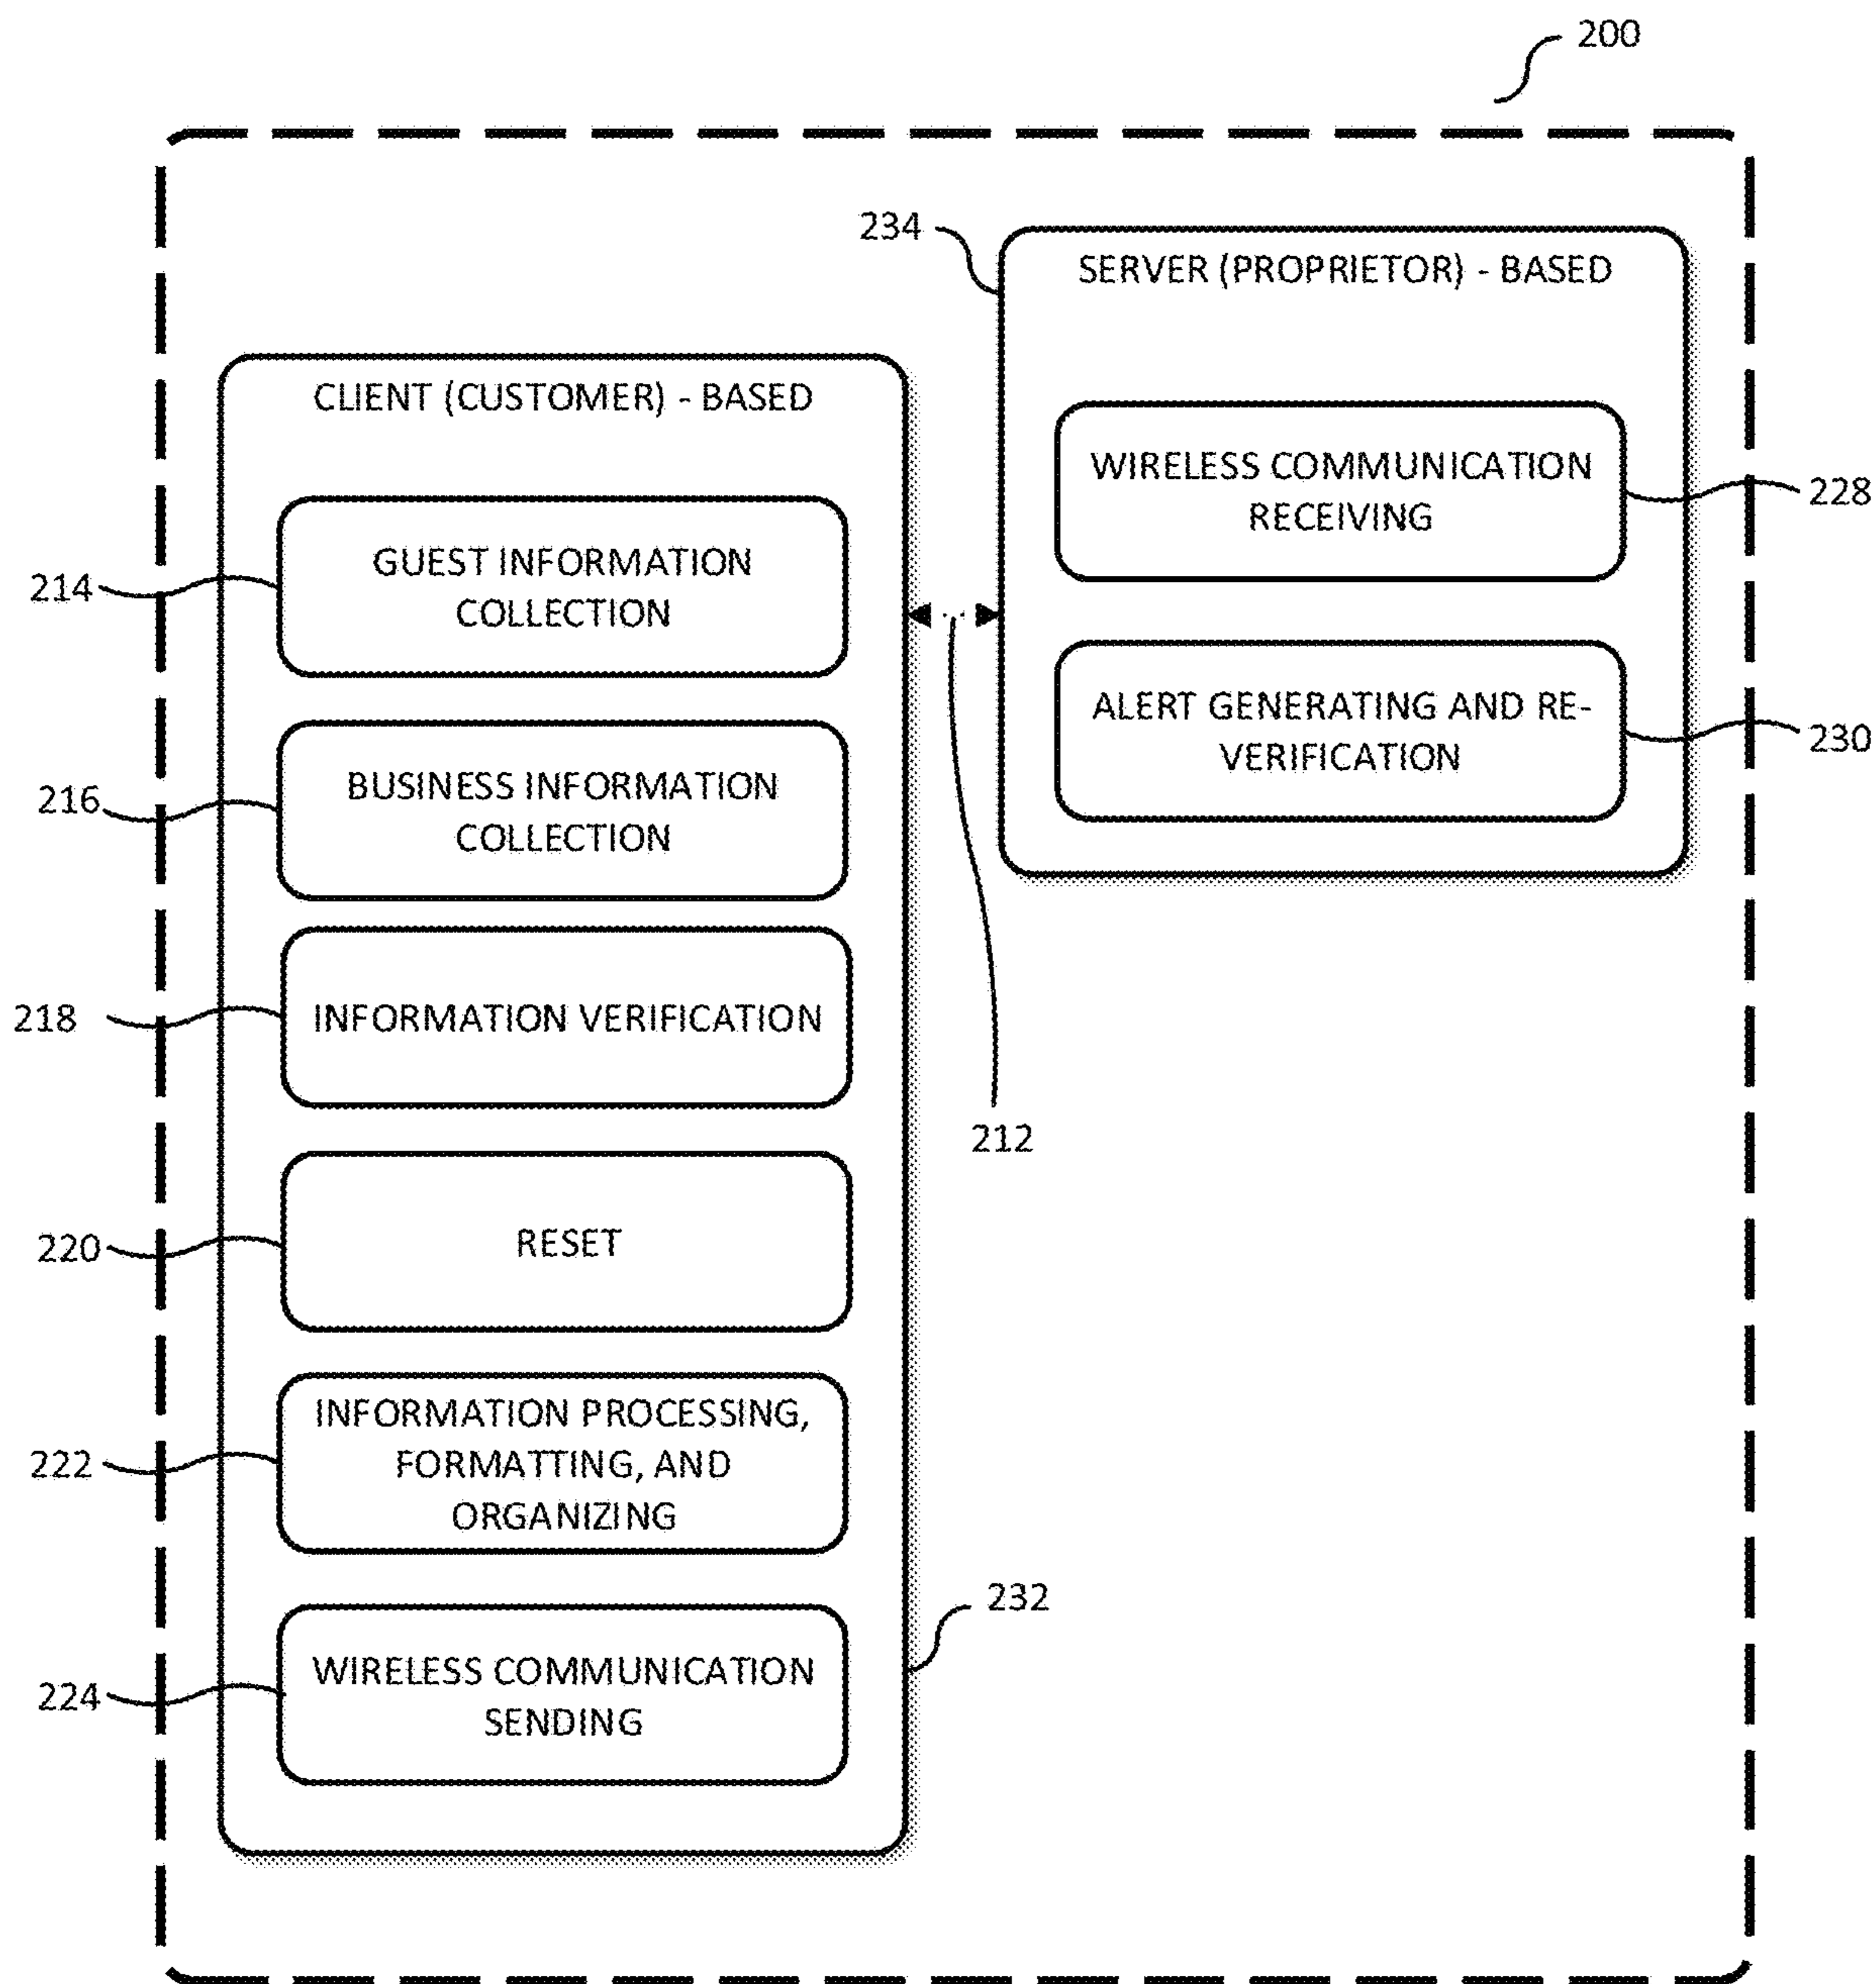 200
234
SERVER (PROPRIETOR) - BASED
CLIENT (CUSTOMER) - BASED
WIRELESS COMMUNICATION
RECEIVING
228
214
GUEST INFORMATION
COLLECTION
ALERT GENERATING AND RE-
VERIFICATION
230
216
BUSINESS INFORMATION
COLLECTION
218
INFORMATION VERIFICATION
212
220
RESET
222
INFORMATION PROCESSING,
FORMATTING, AND
ORGANIZING
232
224
WIRELESS COMMUNICATION
SENDING